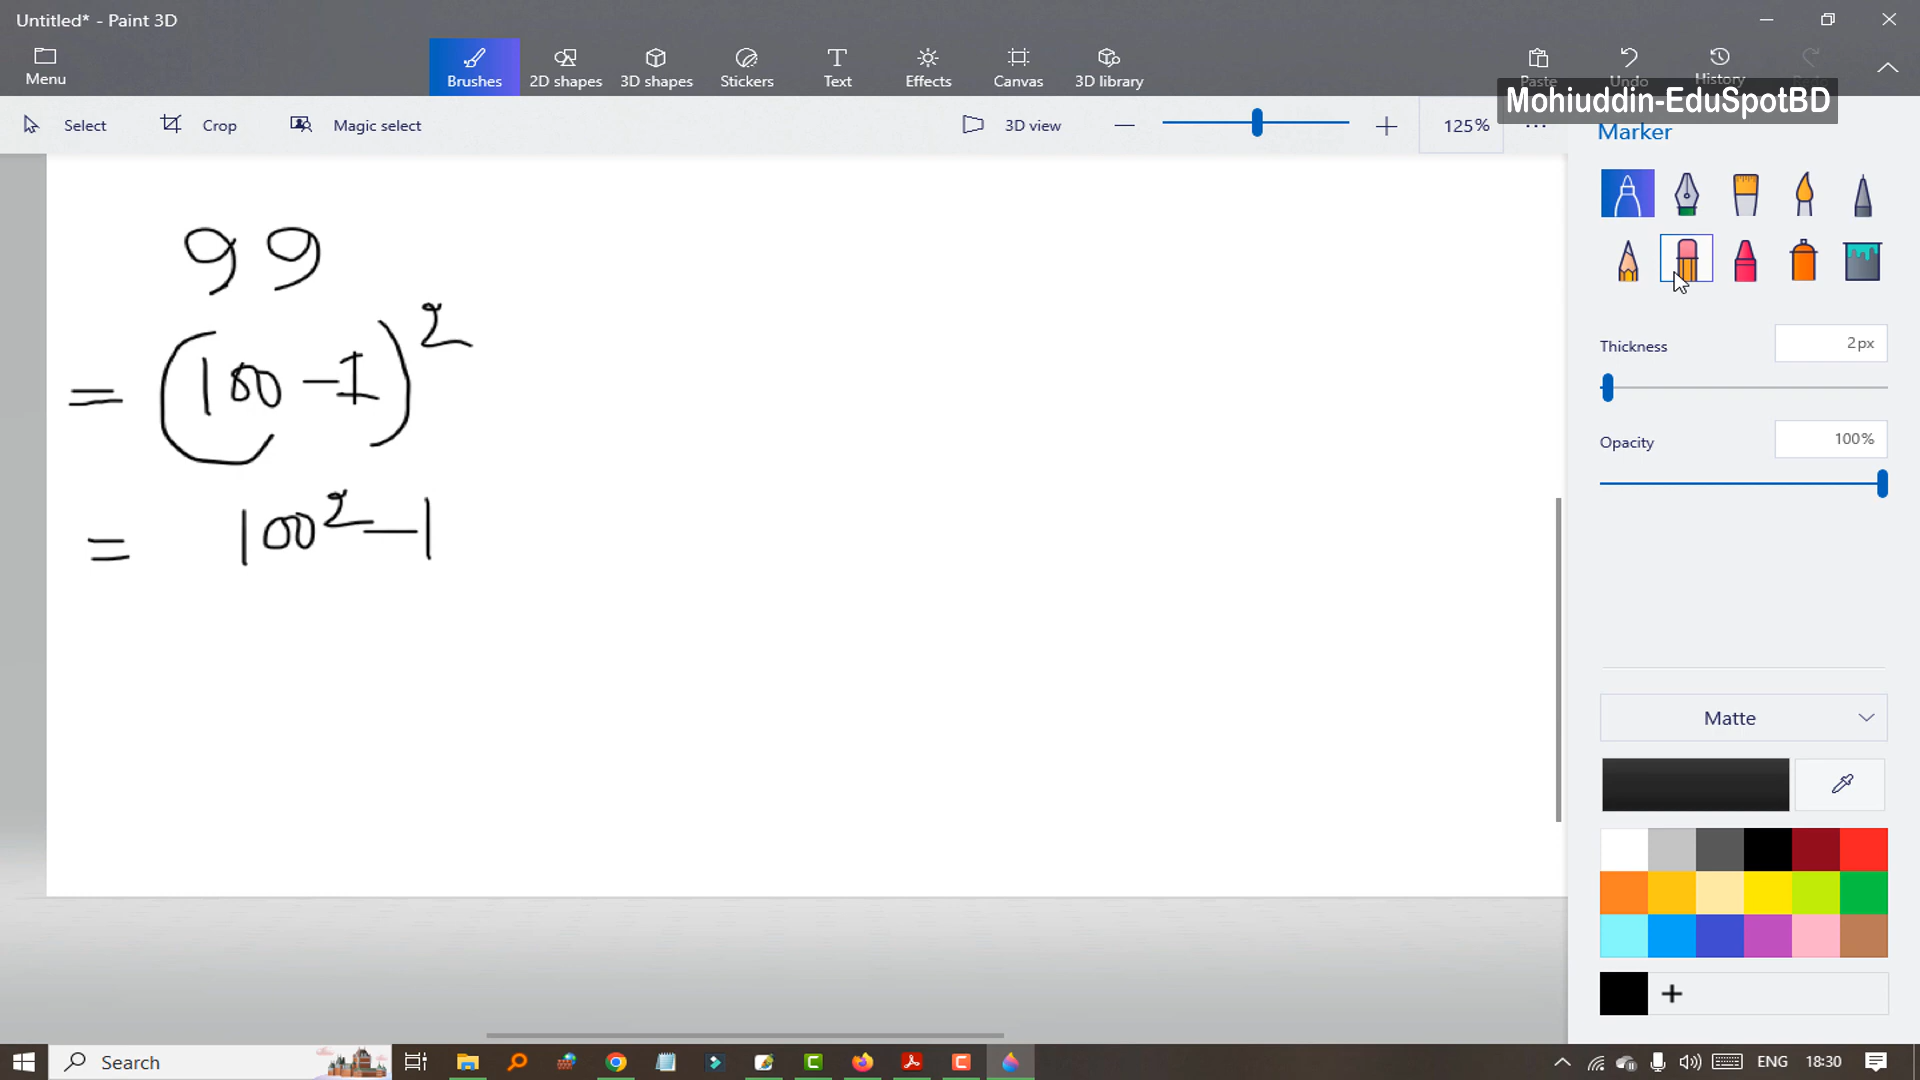 Untitled* - Paint 3D
Menu
Brushes
2D shapes
3D shapes
Stickers
Text
Effects
Canvas
3D library
Paste
Undo
History
Redo
Mohiuddin-EduSpotBD
Select
Crop
Magic select
3D view
125%
Marker
99
= (100 - 1)²
= 100² - 1
Thickness
2px
Opacity
100%
Matte
Search
ENG
18:30